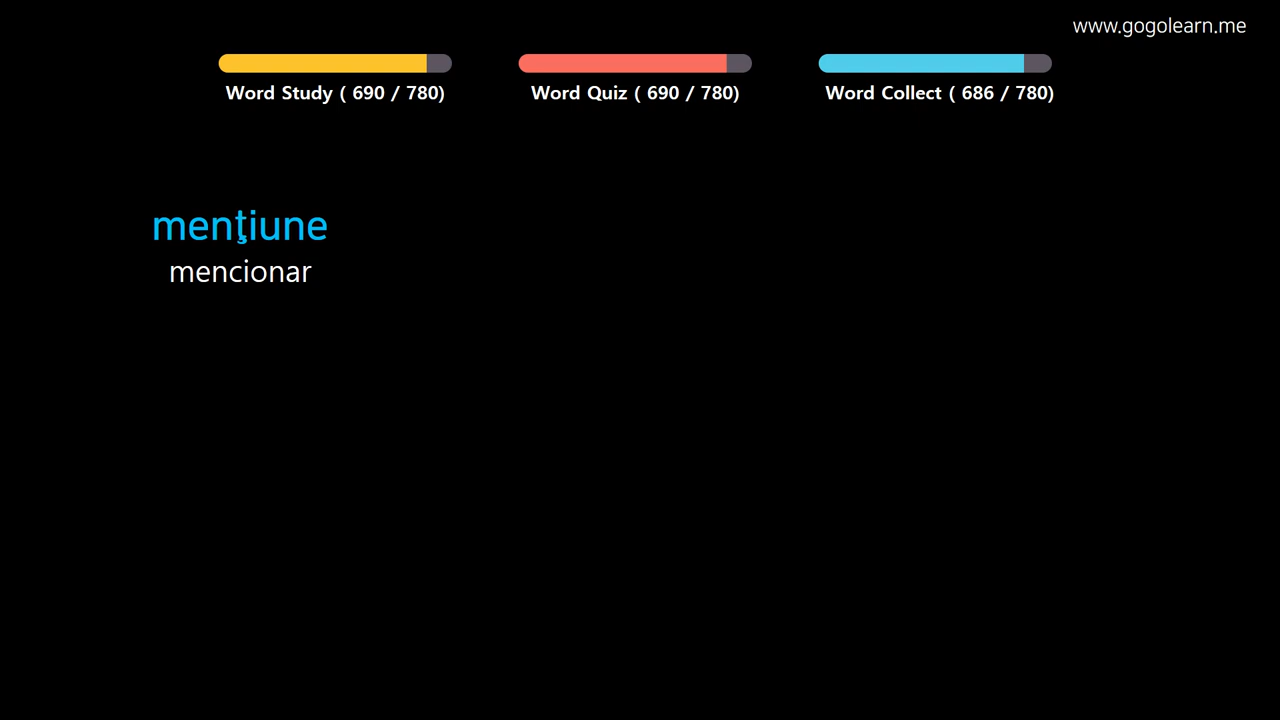 www.gogolearn.me
Word Study ( 690 / 780)
Word Quiz ( 690 / 780)
Word Collect ( 686 / 780)
menţiune
mencionar